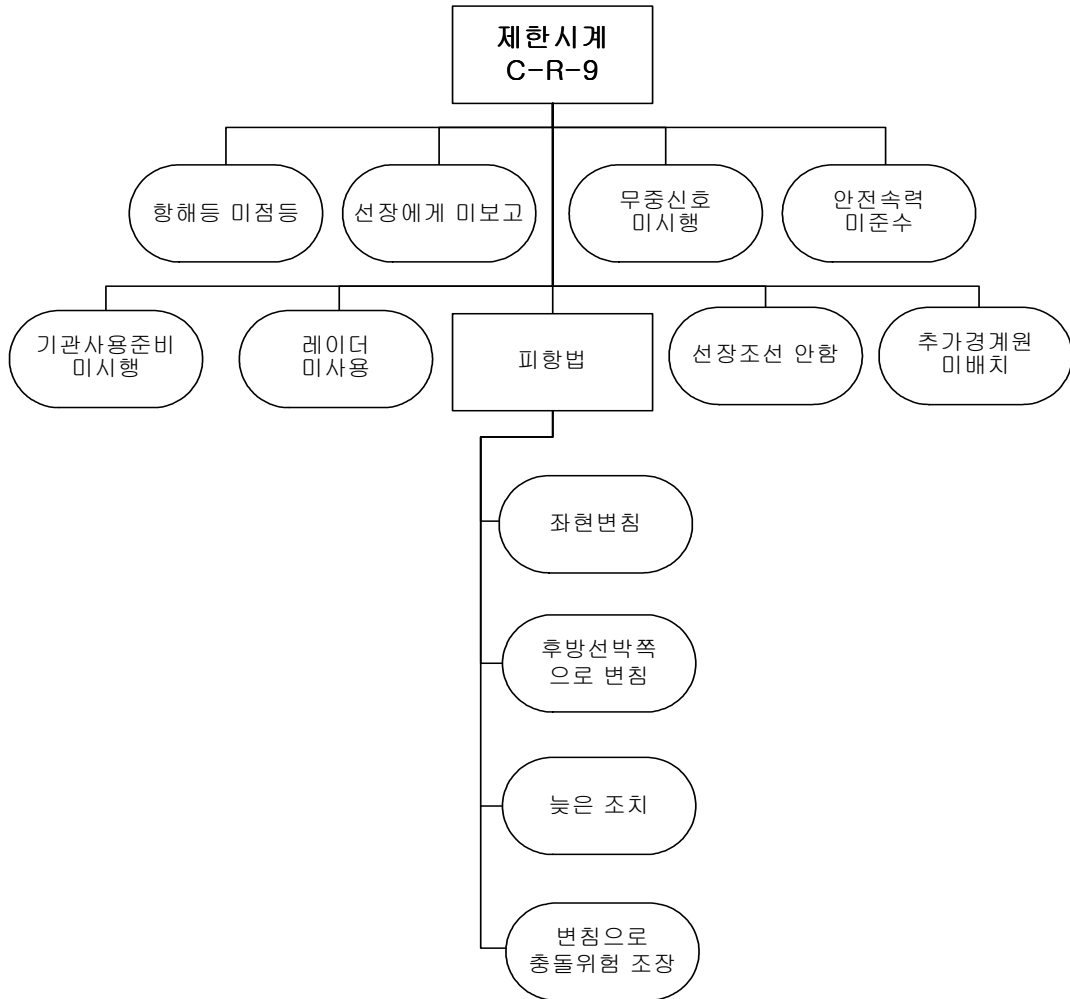 제한시계
C-R-9
항해등 미점등
선장에게 미보고
무중신호
미시행
안전속력
미준수
기관사용준비
미시행
레이더
미사용
피항법
선장조선 안함
추가경계원
미배치
좌현변침
후방선박쪽
으로 변침
늦은 조치
변침으로
충돌위험 조장